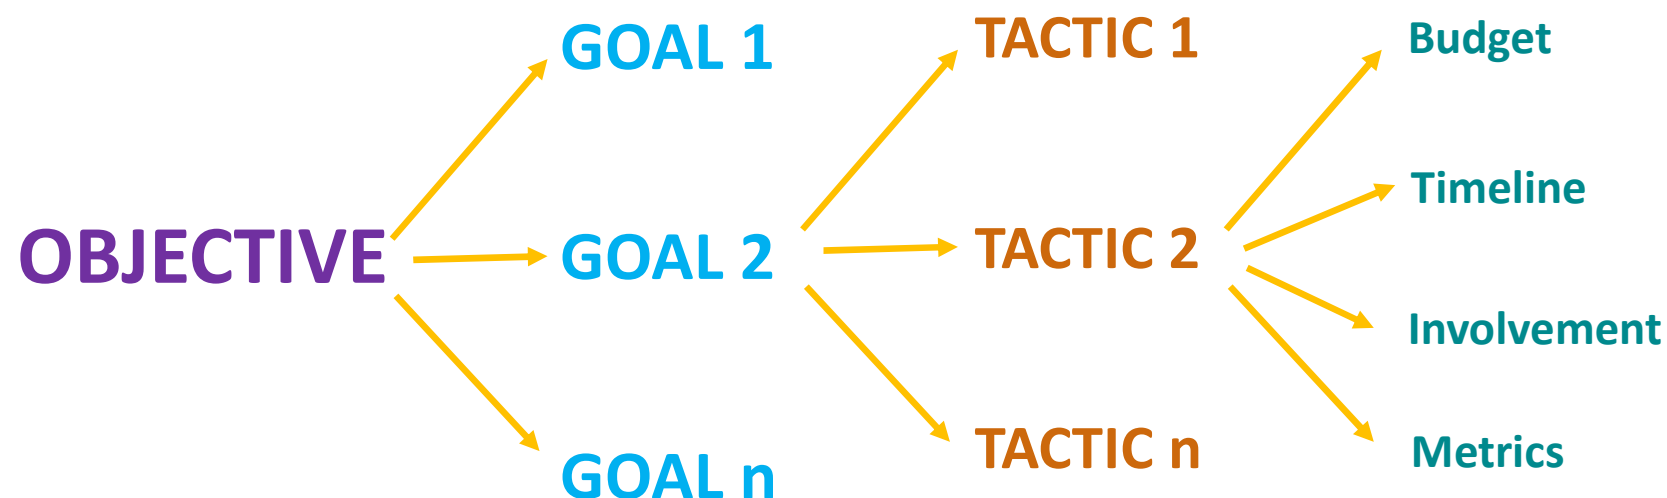 OBJECTIVE
GOAL 1
GOAL 2
GOAL n
TACTIC 1
TACTIC 2
TACTIC n
Budget
Timeline
Involvement
Metrics